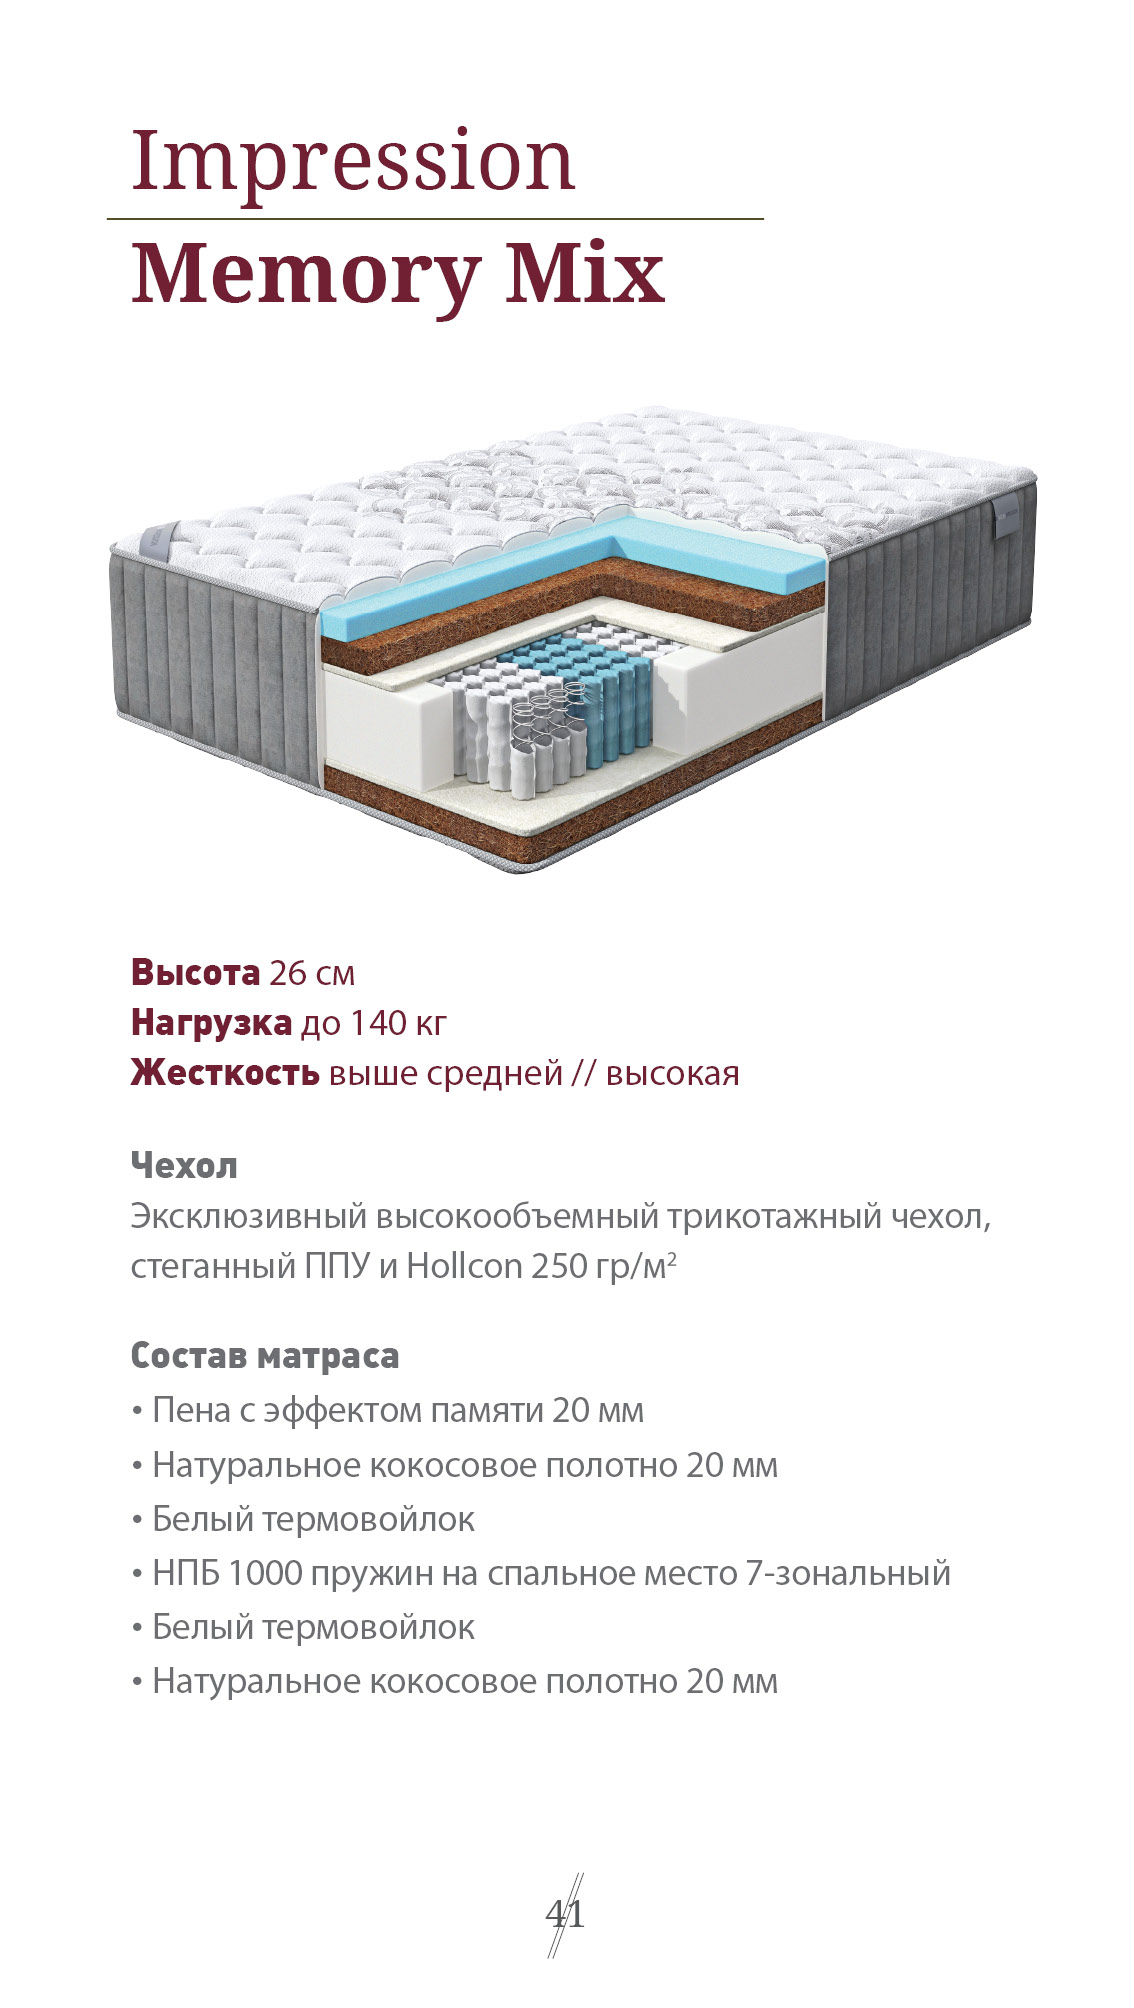 Impression
Memory Mix
Высота 26 см
Нагрузка до 140 кг
Жесткость выше средней // высокая
Чехол
Эксклюзивный высокообъемный трикотажный чехол,
стеганный ППУ и Hollcon 250 гр/м²
Состав матраса
• Пена с эффектом памяти 20 мм
• Натуральное кокосовое полотно 20 мм
• Белый термовойлок
• НПБ 1000 пружин на спальное место 7-зональный
• Белый термовойлок
• Натуральное кокосовое полотно 20 мм
41